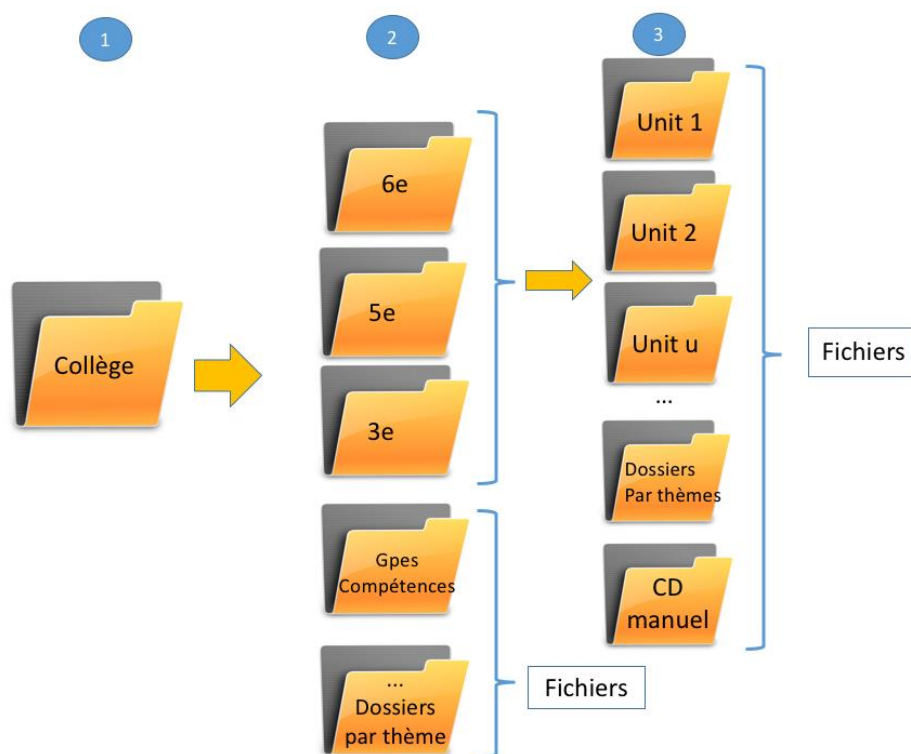 1
2
3
Collège
6e
5e
3e
Gpes
Compétences
...
Dossiers
par thème
Fichiers
Unit 1
Unit 2
Unit u
...
Dossiers
Par thèmes
CD
manuel
Fichiers